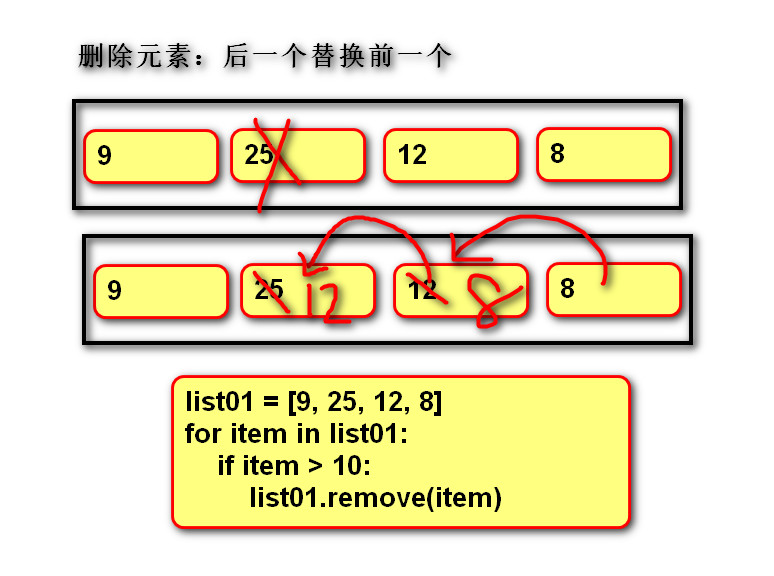 删除元素：后一个替换前一个
9 25 12 8
9 25 12 12 8 8
list01 = [9, 25, 12, 8]
for item in list01:
if item > 10:
list01.remove(item)